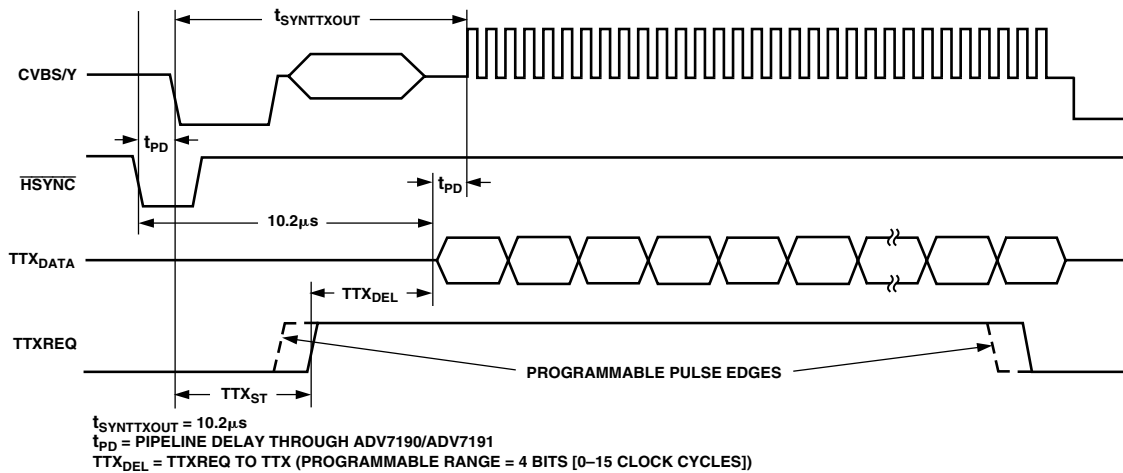 tSYNTTXOUT
CVBS/Y
tPD
HSYNC
tPD
10.2μs
TTXDATA
TTXDEL
TTXREQ
PROGRAMMABLE PULSE EDGES
TTXST
tSYNTTXOUT = 10.2μs
tPD = PIPELINE DELAY THROUGH ADV7190/ADV7191
TTXDEL = TTXREQ TO TTX (PROGRAMMABLE RANGE = 4 BITS [0–15 CLOCK CYCLES])